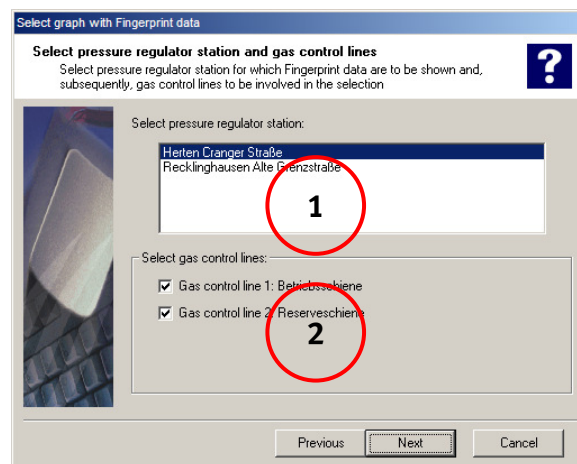 Select graph with Fingerprint data
Select pressure regulator station and gas control lines
Select pressure regulator station for which Fingerprint data are to be shown and,
subsequently, gas control lines to be involved in the selection
?
Select pressure regulator station:
Herten Cranger Straße
Recklinghausen Alte Grenzstraße
1
Select gas control lines:
Gas control line 1: Betriebsschiene
Gas control line 2: Reserveschiene
2
Previous
Next
Cancel